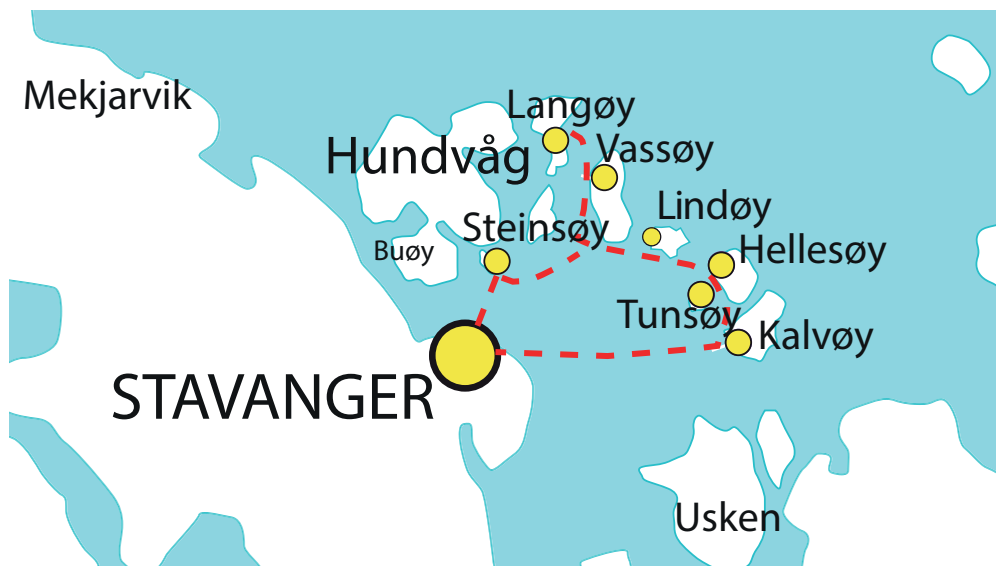 Mekjarvik
Langøy
Hundvåg
Vassøy
Lindøy
Steinsøy
Buøy
Hellesøy
Tunsøy
Kalvøy
STAVANGER
Usken